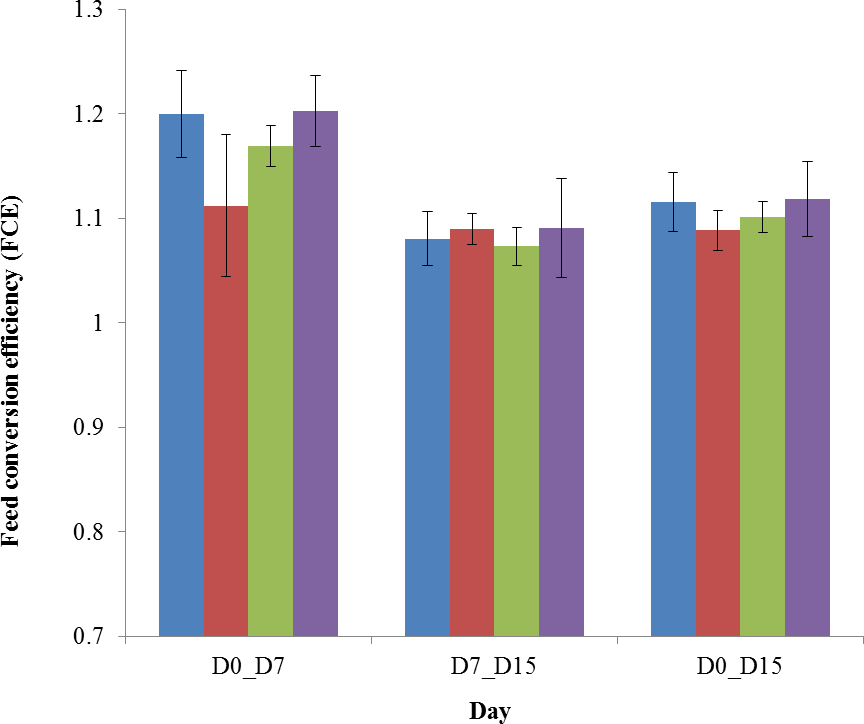 Feed conversion efficiency (FCE)
1.3
1.2
1.10
1
0.9
0.8
0.7
D0_D7 D7_D15 D0_D15
Day